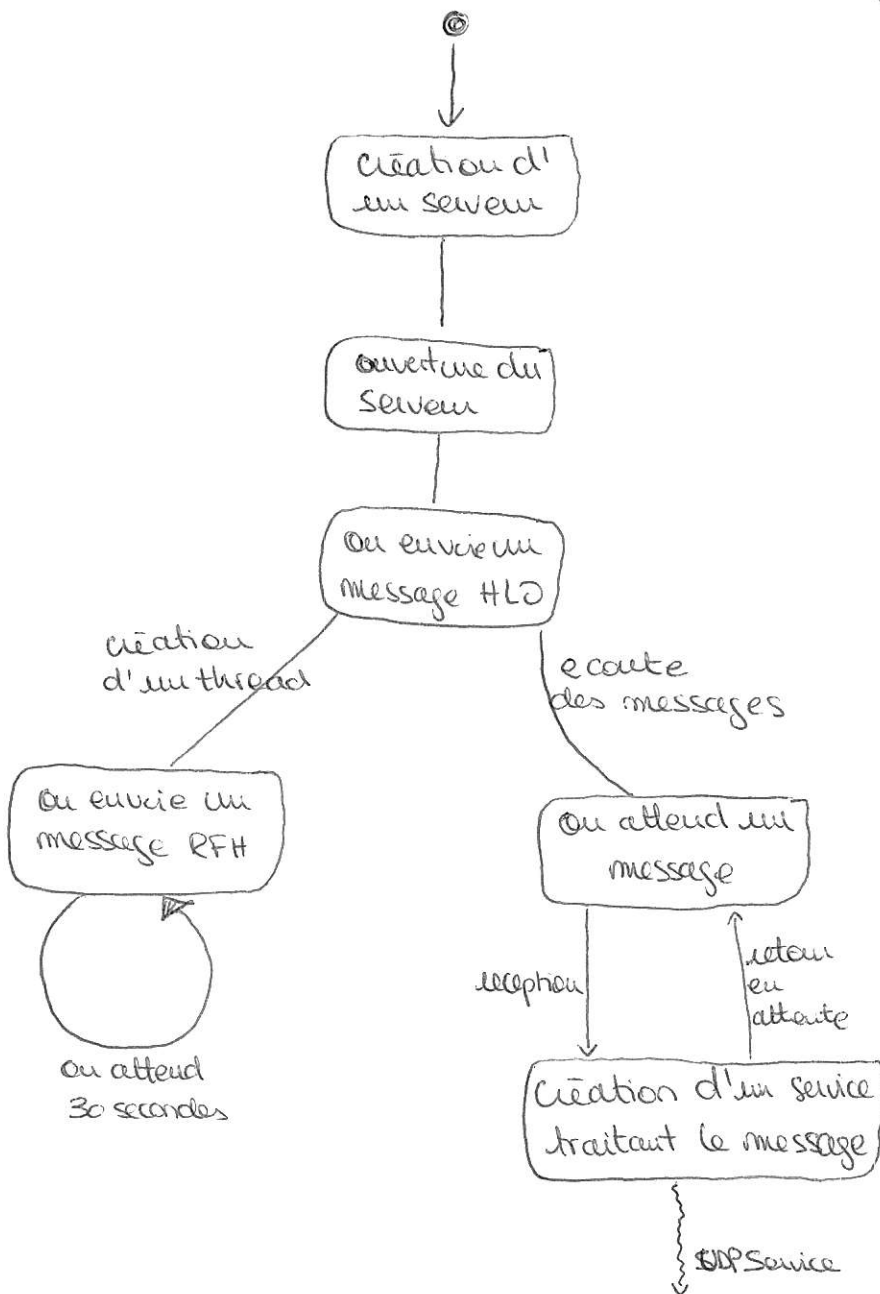 création d'
un serveur
ouverture du
serveur
on envoie un
message HLO
création
d'un thread
ecoute
des messages
on envoie un
message RFH
on attend un
message
reception
retour
en
attente
on attend
30 secondes
création d'un service
traitant le message
UDPService